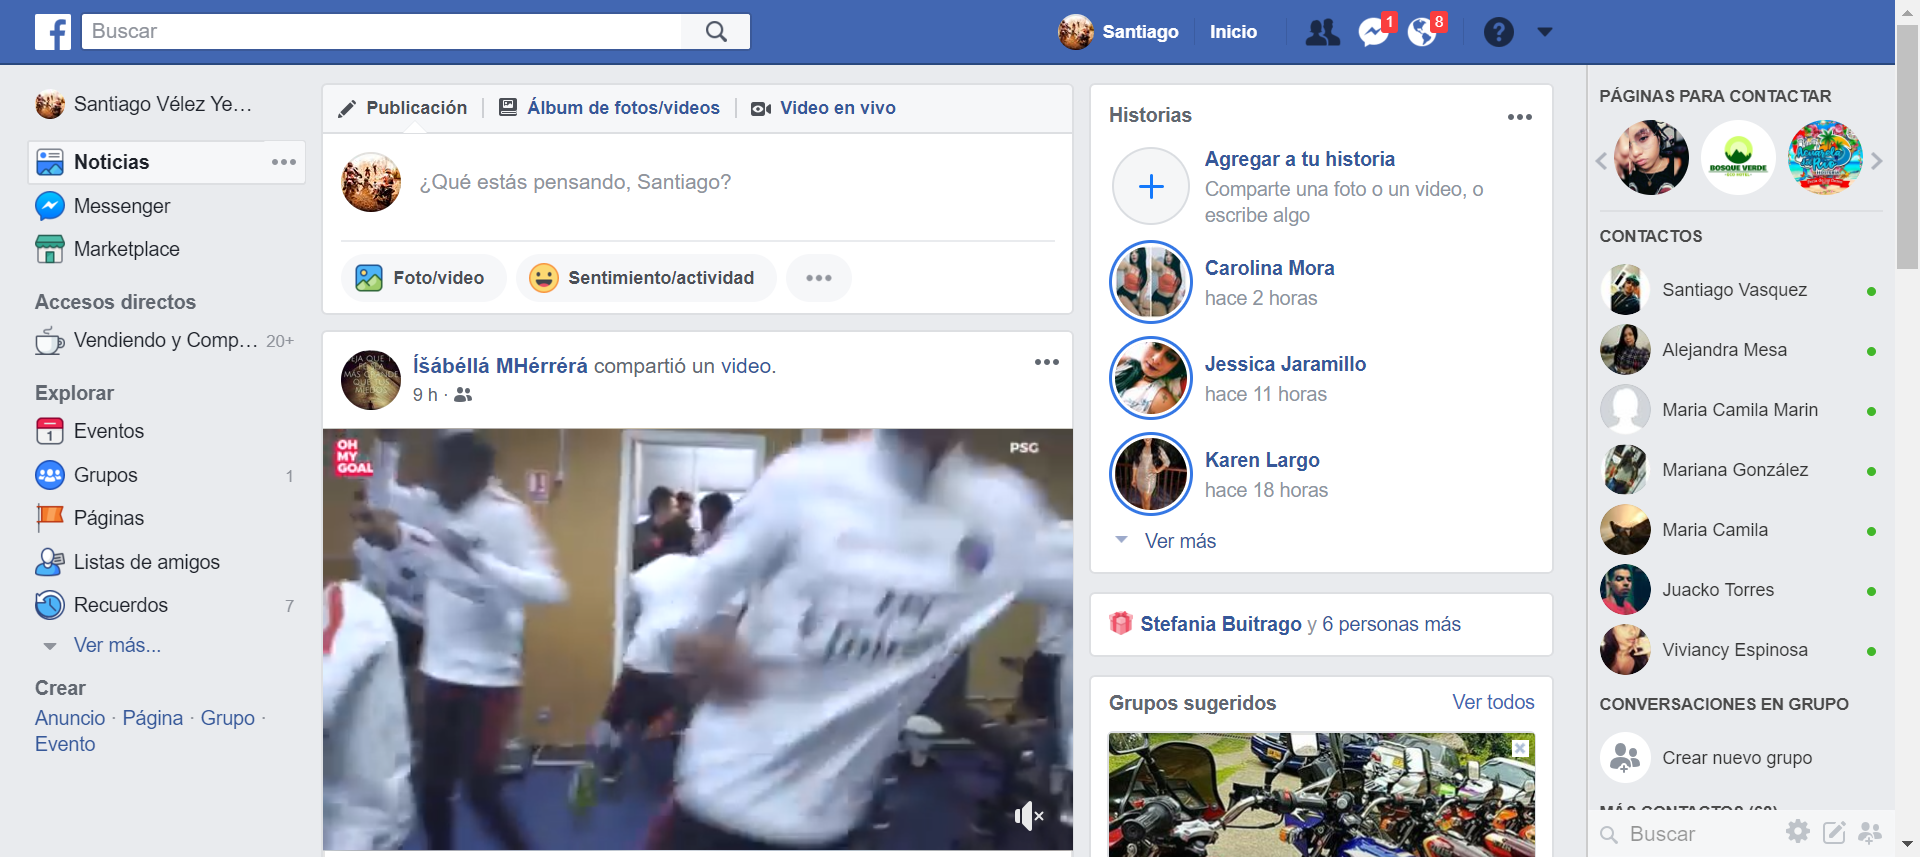 Buscar
Santiago
Inicio
1
8
Santiago Vélez Ye...
Noticias
Messenger
Marketplace
Accesos directos
Vendiendo y Comp... 20+
Explorar
1
Eventos
Grupos 1
Páginas
Listas de amigos
Recuerdos 7
Ver más...
Crear
Anuncio · Página · Grupo ·
Evento
Publicación
Álbum de fotos/videos
Video en vivo
¿Qué estás pensando, Santiago?
Foto/video
Sentimiento/actividad
Íšábéllá MHérrérá compartió un video.
9 h ·
OH
MY
GOAL
PSG
Historias
Agregar a tu historia
Comparte una foto o un video, o
escribe algo
Carolina Mora
hace 2 horas
Jessica Jaramillo
hace 11 horas
Karen Largo
hace 18 horas
Ver más
Stefania Buitrago y 6 personas más
Grupos sugeridos
Ver todos
PÁGINAS PARA CONTACTAR
BOSQUE VERDE
CONTACTOS
Santiago Vasquez
Alejandra Mesa
Maria Camila Marin
Mariana González
Maria Camila
Juacko Torres
Viviancy Espinosa
CONVERSACIONES EN GRUPO
Crear nuevo grupo
Buscar